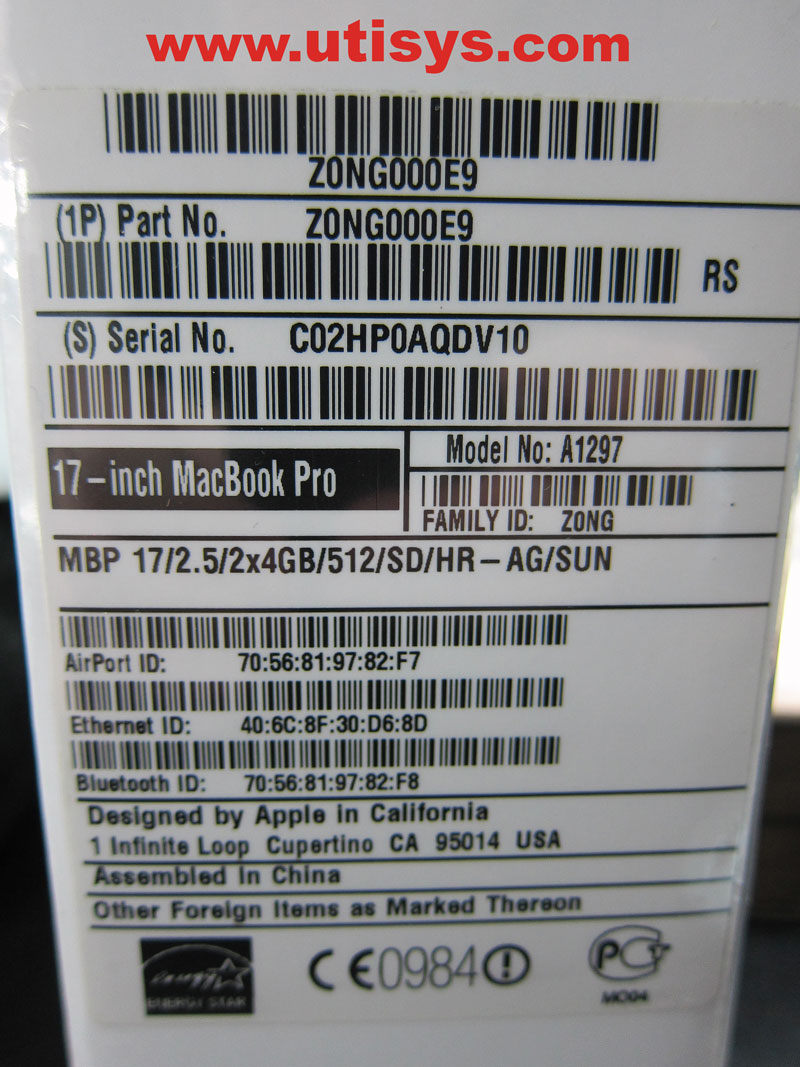 www.utisys.com
Z0NG000E9
(1P) Part No. Z0NG000E9
RS
(S) Serial No. C02HP0AQDV10
17-inch MacBook Pro
Model No: A1297
FAMILY ID: Z0NG
MBP 17/2.5/2x4GB/512/SD/HR-AG/SUN
AirPort ID: 70:56:81:97:82:F7
Ethernet ID: 40:6C:8F:30:D6:8D
Bluetooth ID: 70:56:81:97:82:F8
Designed by Apple in California
1 Infinite Loop Cupertino CA 95014 USA
Assembled In China
Other Foreign Items as Marked Thereon
energy
ENERGY STAR
CE0984
PCT
MO04